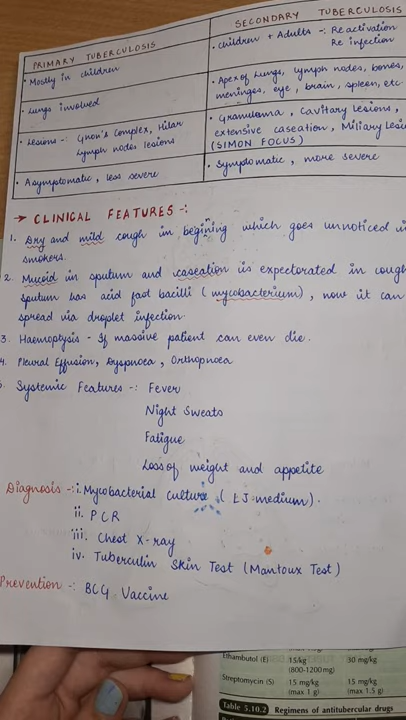 PRIMARY TUBERCULOSIS
SECONDARY TUBERCULOSIS
• Mostly in children
• Children + Adults -: Reactivation
Re infection
• Lungs involved
• Apex of Lungs, lymph nodes, bones,
meninges, eye, brain, spleen, etc
• Lesions -: Ghon's Complex, Hilar
Lymph nodes lesions
• Granuloma, Cavitary lesions,
extensive caseation, Miliary
(SIMON FOCUS)
• Asymptomatic, less severe
• Symptomatic, more severe
→ CLINICAL FEATURES -:
1. Dry and mild cough in begining which goes unnoticed in
smokers.
2. Mucoid in sputum and caseation is expectorated in cough
Sputum has acid fast bacilli (mycobacterium), now it can
spread via droplet infection.
3. Haemoptysis - If massive patient can even die.
4. Pleural Effusion, Dyspnoea, Orthopnoea
Systemic Features -: Fever
Night Sweats
Fatigue
Loss of weight and appetite
Diagnosis -: i. Mycobacterial culture (LJ medium).
ii. PCR
iii. Chest X-ray
iv. Tuberculin Skin Test (Mantoux Test)
Prevention -: BCG Vaccine
Ethambutol (E) 15/kg 30 mg/kg
(800-1200 mg)
Streptomycin (S) 15 mg/kg 15 mg/kg
(max 1 g) (max 1.5 g)
Table 5.10.2 Regimens of antitubercular drugs